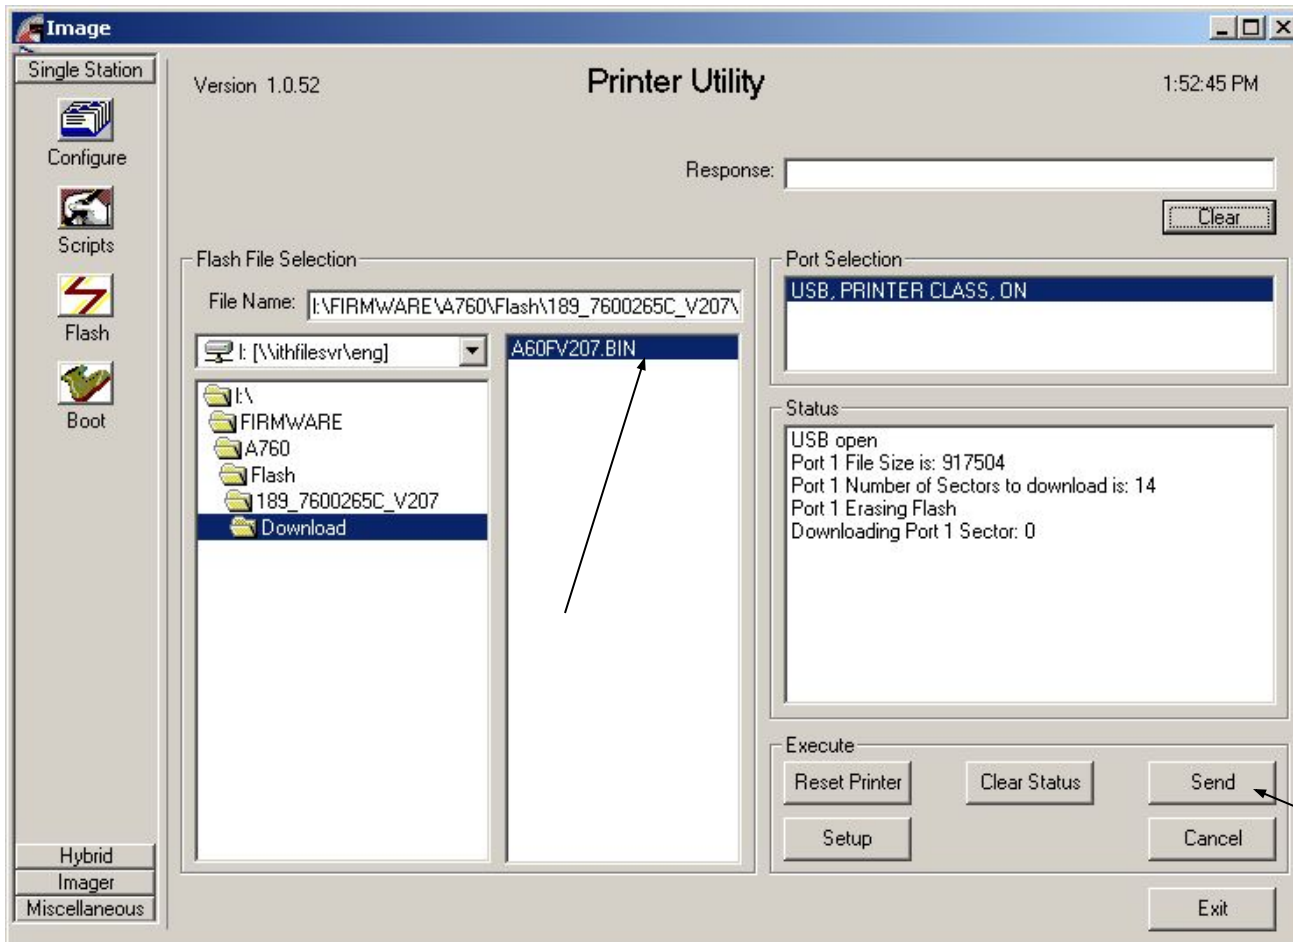 Image
Single Station
Configure
Scripts
Flash
Boot
Hybrid
Imager
Miscellaneous
Version 1.0.52
Printer Utility
1:52:45 PM
Response:
Clear
Flash File Selection
File Name: I:\FIRMWARE\A760\Flash\189_7600265C_V207\
I: [\\ithfilesvr\eng]
I:\
FIRMWARE
A760
Flash
189_7600265C_V207
Download
A60FV207.BIN
Port Selection
USB, PRINTER CLASS, ON
Status
USB open
Port 1 File Size is: 917504
Port 1 Number of Sectors to download is: 14
Port 1 Erasing Flash
Downloading Port 1 Sector: 0
Execute
Reset Printer Clear Status Send
Setup Cancel
Exit